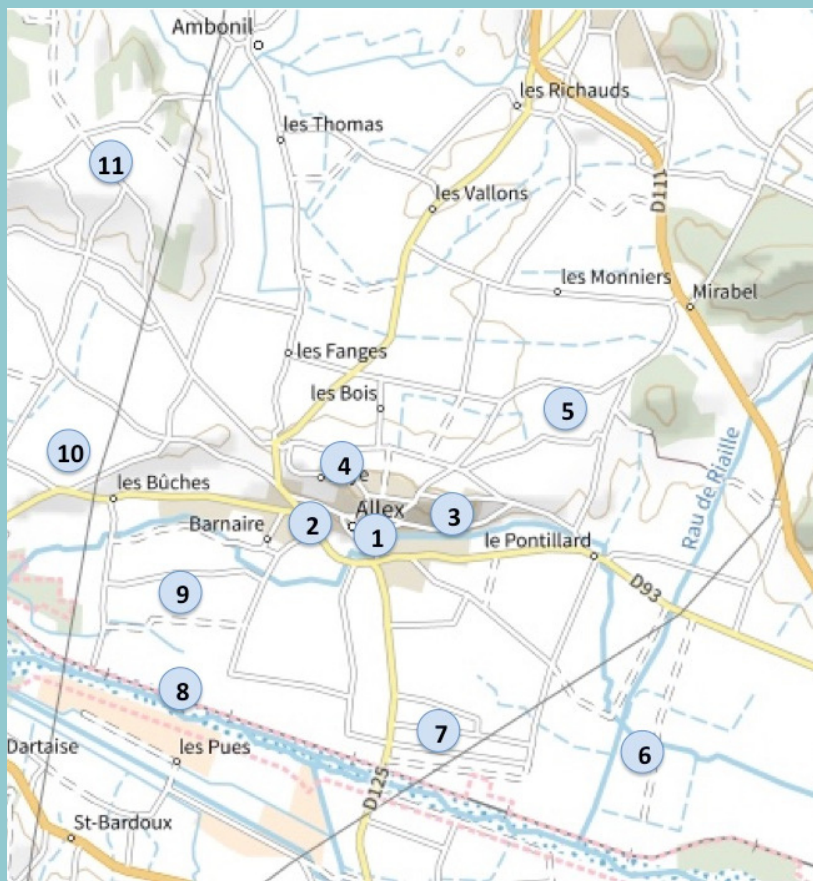 Ambonil
les Richauds
les Thomas
11
D111
les Vallons
les Monniers
Mirabel
les Fanges
les Bois
5
10
4
les Bûches
Allex
3
Rau de Riaille
Barnaire
2
1
le Pontillard
9
D93
8
7
Dartaise
les Pues
6
D125
St-Bardoux